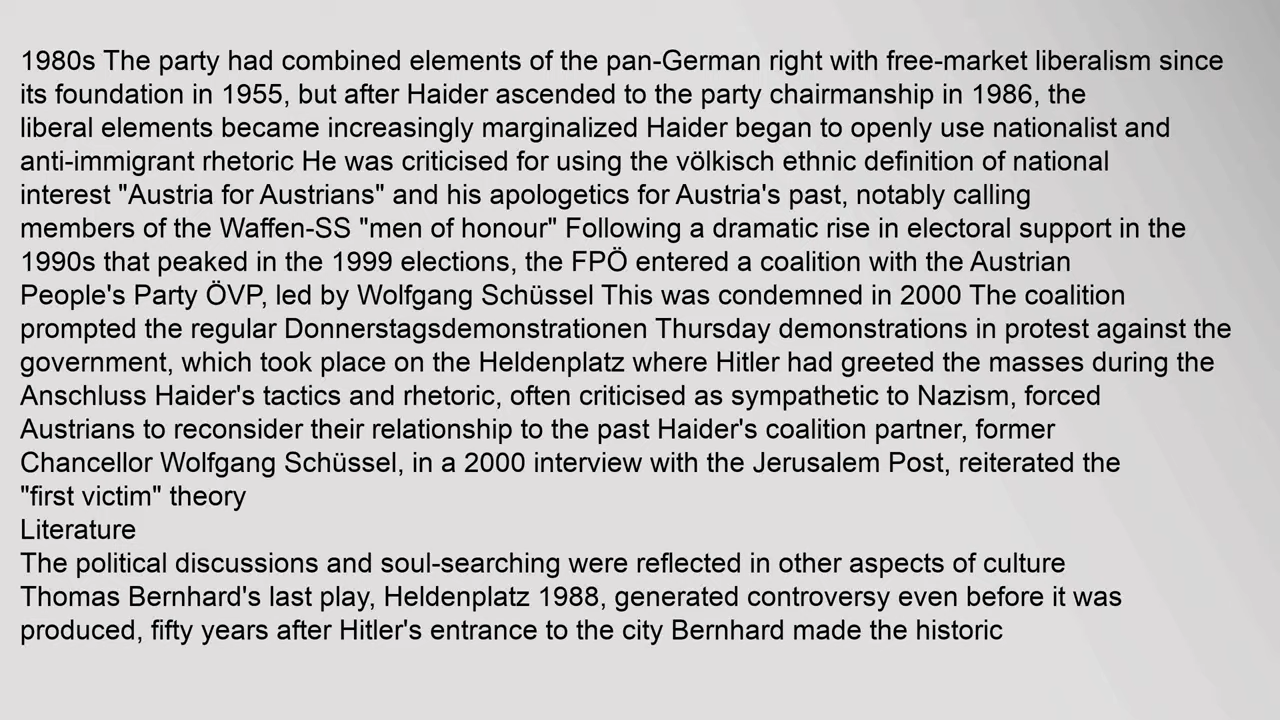 1980s The party had combined elements of the pan-German right with free-market liberalism since
its foundation in 1955, but after Haider ascended to the party chairmanship in 1986, the
liberal elements became increasingly marginalized Haider began to openly use nationalist and
anti-immigrant rhetoric He was criticised for using the völkisch ethnic definition of national
interest "Austria for Austrians" and his apologetics for Austria's past, notably calling
members of the Waffen-SS "men of honour" Following a dramatic rise in electoral support in the
1990s that peaked in the 1999 elections, the FPÖ entered a coalition with the Austrian
People's Party ÖVP, led by Wolfgang Schüssel This was condemned in 2000 The coalition
prompted the regular Donnerstagsdemonstrationen Thursday demonstrations in protest against the
government, which took place on the Heldenplatz where Hitler had greeted the masses during the
Anschluss Haider's tactics and rhetoric, often criticised as sympathetic to Nazism, forced
Austrians to reconsider their relationship to the past Haider's coalition partner, former
Chancellor Wolfgang Schüssel, in a 2000 interview with the Jerusalem Post, reiterated the
"first victim" theory
Literature
The political discussions and soul-searching were reflected in other aspects of culture
Thomas Bernhard's last play, Heldenplatz 1988, generated controversy even before it was
produced, fifty years after Hitler's entrance to the city Bernhard made the historic